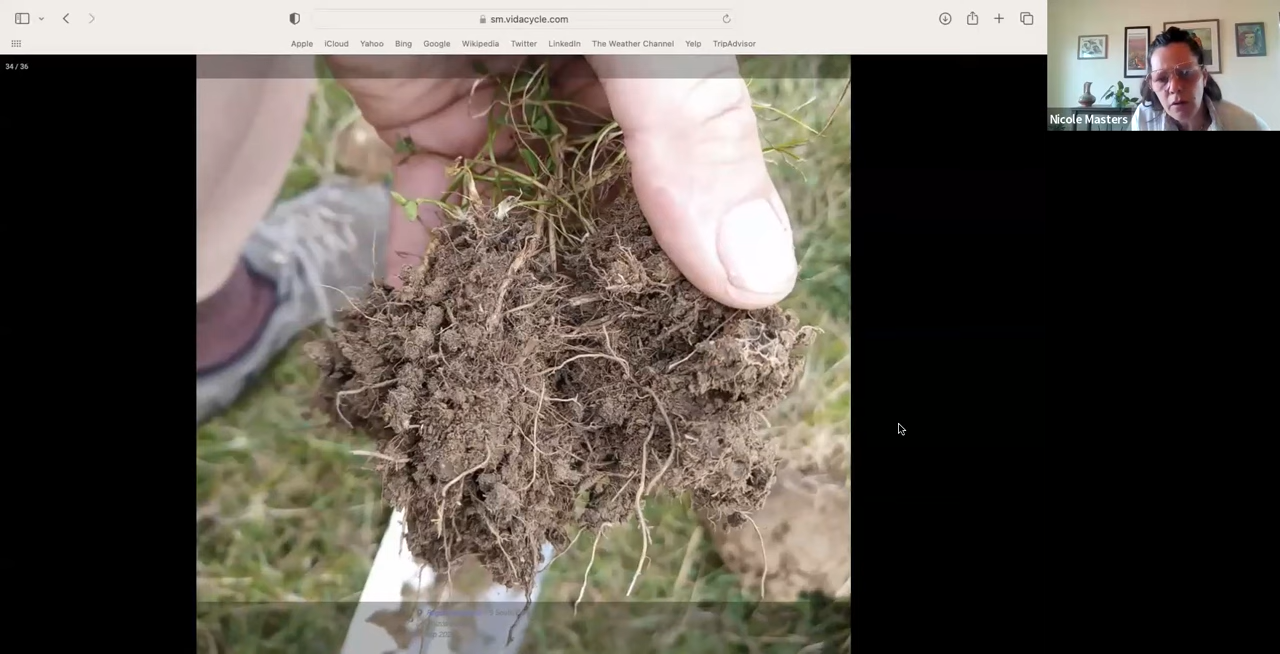 sm.vidacycle.com
Apple iCloud Yahoo Bing Google Wikipedia Twitter LinkedIn The Weather Channel Yelp TripAdvisor
34 / 36
Nicole Masters